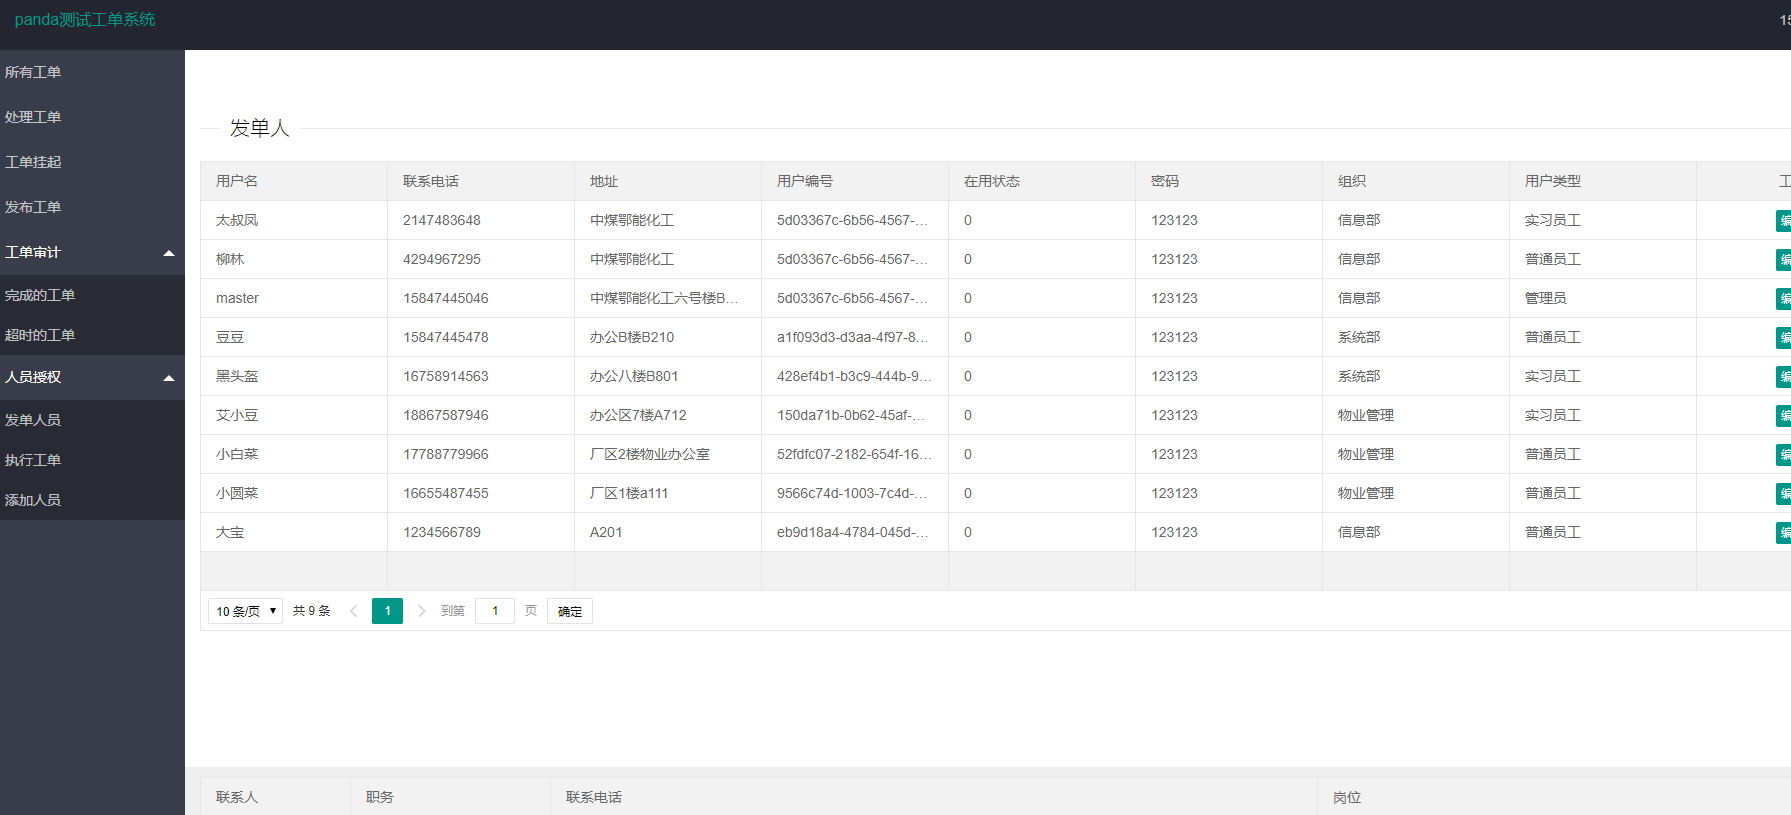 panda测试工单系统
15
所有工单
处理工单
工单挂起
发布工单
工单审计
完成的工单
超时的工单
人员授权
发单人员
执行工单
添加人员
发单人
用户名 联系电话 地址 用户编号 在用状态 密码 组织 用户类型 工
太叔凤 2147483648 中煤鄂能化工 5d03367c-6b56-4567-... 0 123123 信息部 实习员工 编
柳林 4294967295 中煤鄂能化工 5d03367c-6b56-4567-... 0 123123 信息部 普通员工 编
master 15847445046 中煤鄂能化工六号楼B... 5d03367c-6b56-4567-... 0 123123 信息部 管理员 编
豆豆 15847445478 办公B楼B210 a1f093d3-d3aa-4f97-8... 0 123123 系统部 普通员工 编
黑头盔 16758914563 办公八楼B801 428ef4b1-b3c9-444b-9... 0 123123 系统部 实习员工 编
艾小豆 18867587946 办公区7楼A712 150da71b-0b62-45af-... 0 123123 物业管理 实习员工 编
小白菜 17788779966 厂区2楼物业办公室 52fdfc07-2182-654f-16... 0 123123 物业管理 普通员工 编
小圆菜 16655487455 厂区1楼a111 9566c74d-1003-7c4d-... 0 123123 物业管理 普通员工 编
大宝 1234566789 A201 eb9d18a4-4784-045d-... 0 123123 信息部 普通员工 编
10 条/页 共 9 条 1 到第 1 页 确定
联系人 职务 联系电话 岗位